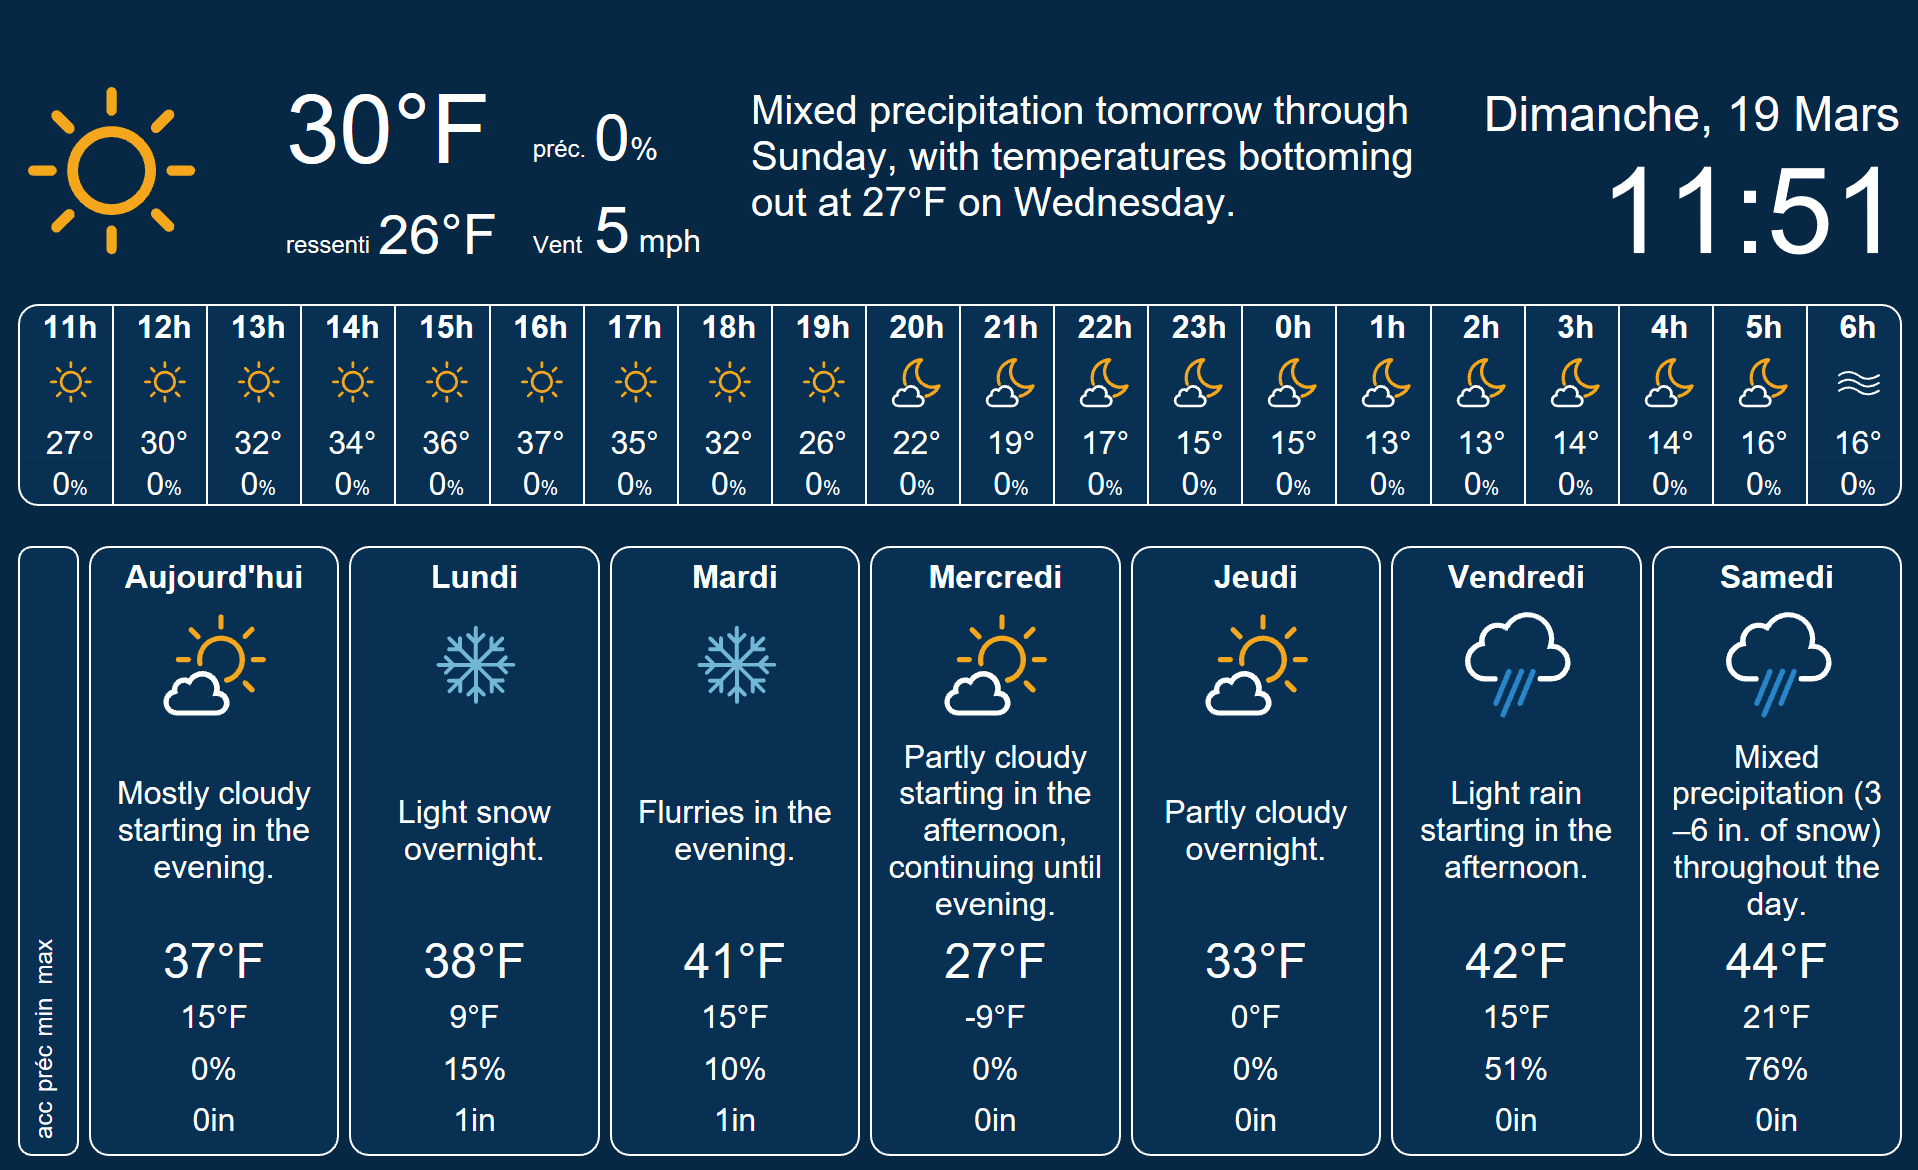 30°F
préc. 0%
ressenti 26°F
Vent 5 mph
Mixed precipitation tomorrow through
Sunday, with temperatures bottoming
out at 27°F on Wednesday.
Dimanche, 19 Mars
11:51
11h 12h 13h 14h 15h 16h 17h 18h 19h 20h 21h 22h 23h 0h 1h 2h 3h 4h 5h 6h
27° 30° 32° 34° 36° 37° 35° 32° 26° 22° 19° 17° 15° 15° 13° 13° 14° 14° 16° 16°
0% 0% 0% 0% 0% 0% 0% 0% 0% 0% 0% 0% 0% 0% 0% 0% 0% 0% 0% 0%
acc préc min max
Aujourd'hui
Mostly cloudy
starting in the
evening.
37°F
15°F
0%
0in
Lundi
Light snow
overnight.
38°F
9°F
15%
1in
Mardi
Flurries in the
evening.
41°F
15°F
10%
1in
Mercredi
Partly cloudy
starting in the
afternoon,
continuing until
evening.
27°F
-9°F
0%
0in
Jeudi
Partly cloudy
overnight.
33°F
0°F
0%
0in
Vendredi
Light rain
starting in the
afternoon.
42°F
15°F
51%
0in
Samedi
Mixed
precipitation (3
–6 in. of snow)
throughout the
day.
44°F
21°F
76%
0in